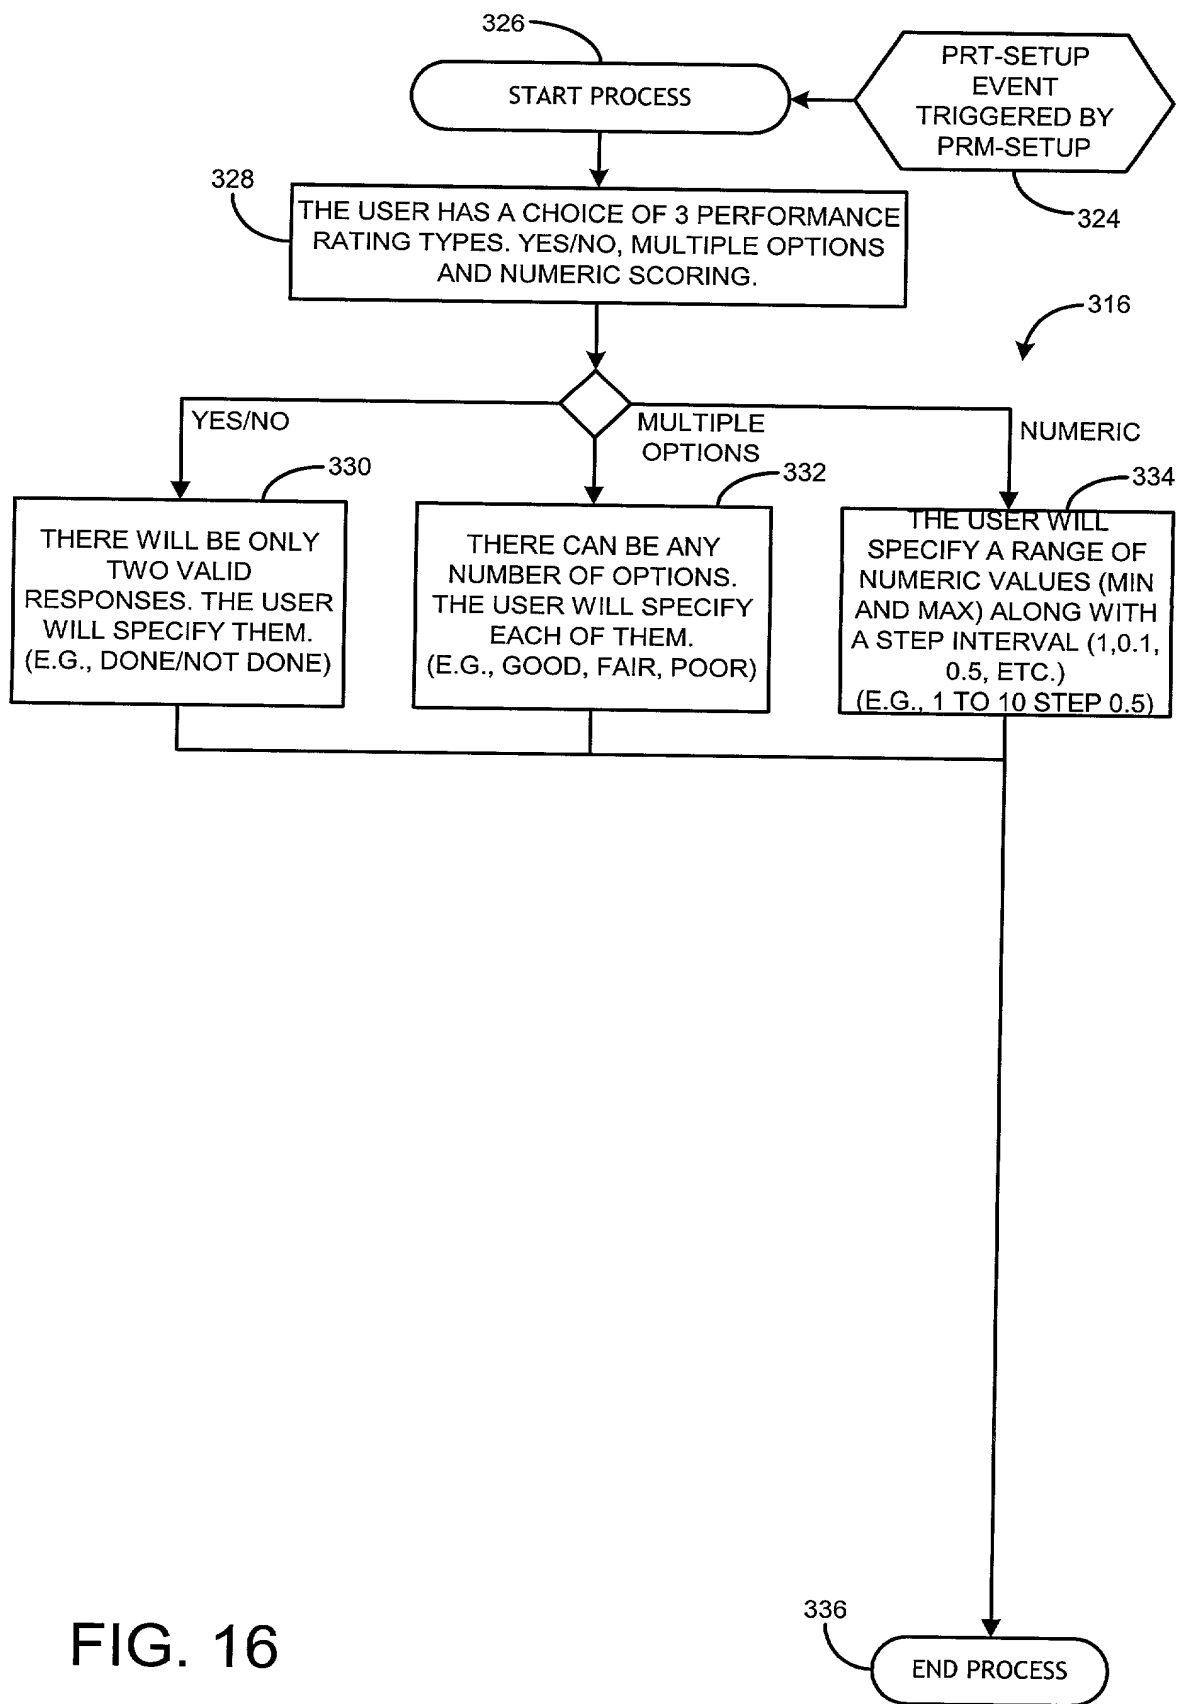 326
START PROCESS
PRT-SETUP
EVENT
TRIGGERED BY
PRM-SETUP
324
328
THE USER HAS A CHOICE OF 3 PERFORMANCE
RATING TYPES. YES/NO, MULTIPLE OPTIONS
AND NUMERIC SCORING.
316
YES/NO
MULTIPLE
OPTIONS
NUMERIC
330
THERE WILL BE ONLY
TWO VALID
RESPONSES. THE USER
WILL SPECIFY THEM.
(E.G., DONE/NOT DONE)
332
THERE CAN BE ANY
NUMBER OF OPTIONS.
THE USER WILL SPECIFY
EACH OF THEM.
(E.G., GOOD, FAIR, POOR)
334
THE USER WILL
SPECIFY A RANGE OF
NUMERIC VALUES (MIN
AND MAX) ALONG WITH
A STEP INTERVAL (1,0.1,
0.5, ETC.)
(E.G., 1 TO 10 STEP 0.5)
336
END PROCESS
FIG. 16